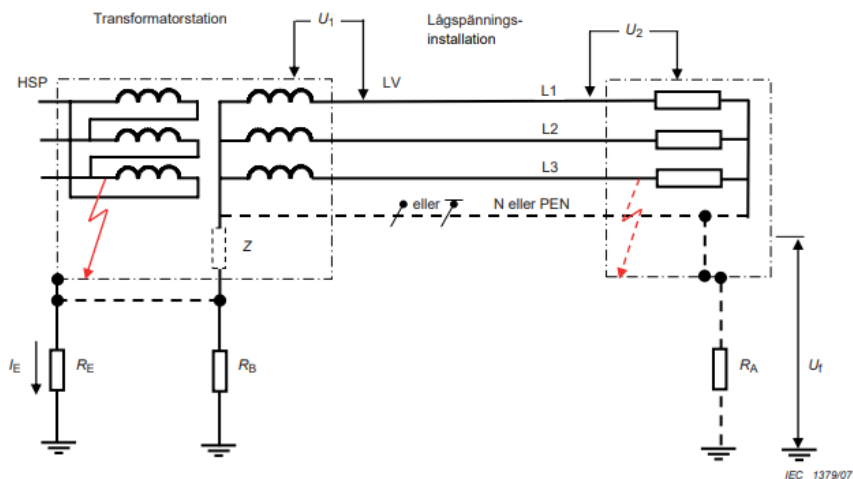 Transformatorstation
U1
Lågspännings-
installation
U2
HSP
LV
L1
L2
L3
eller
N eller PEN
Z
IE
RE
RB
RA
Uf
IEC 1379/07